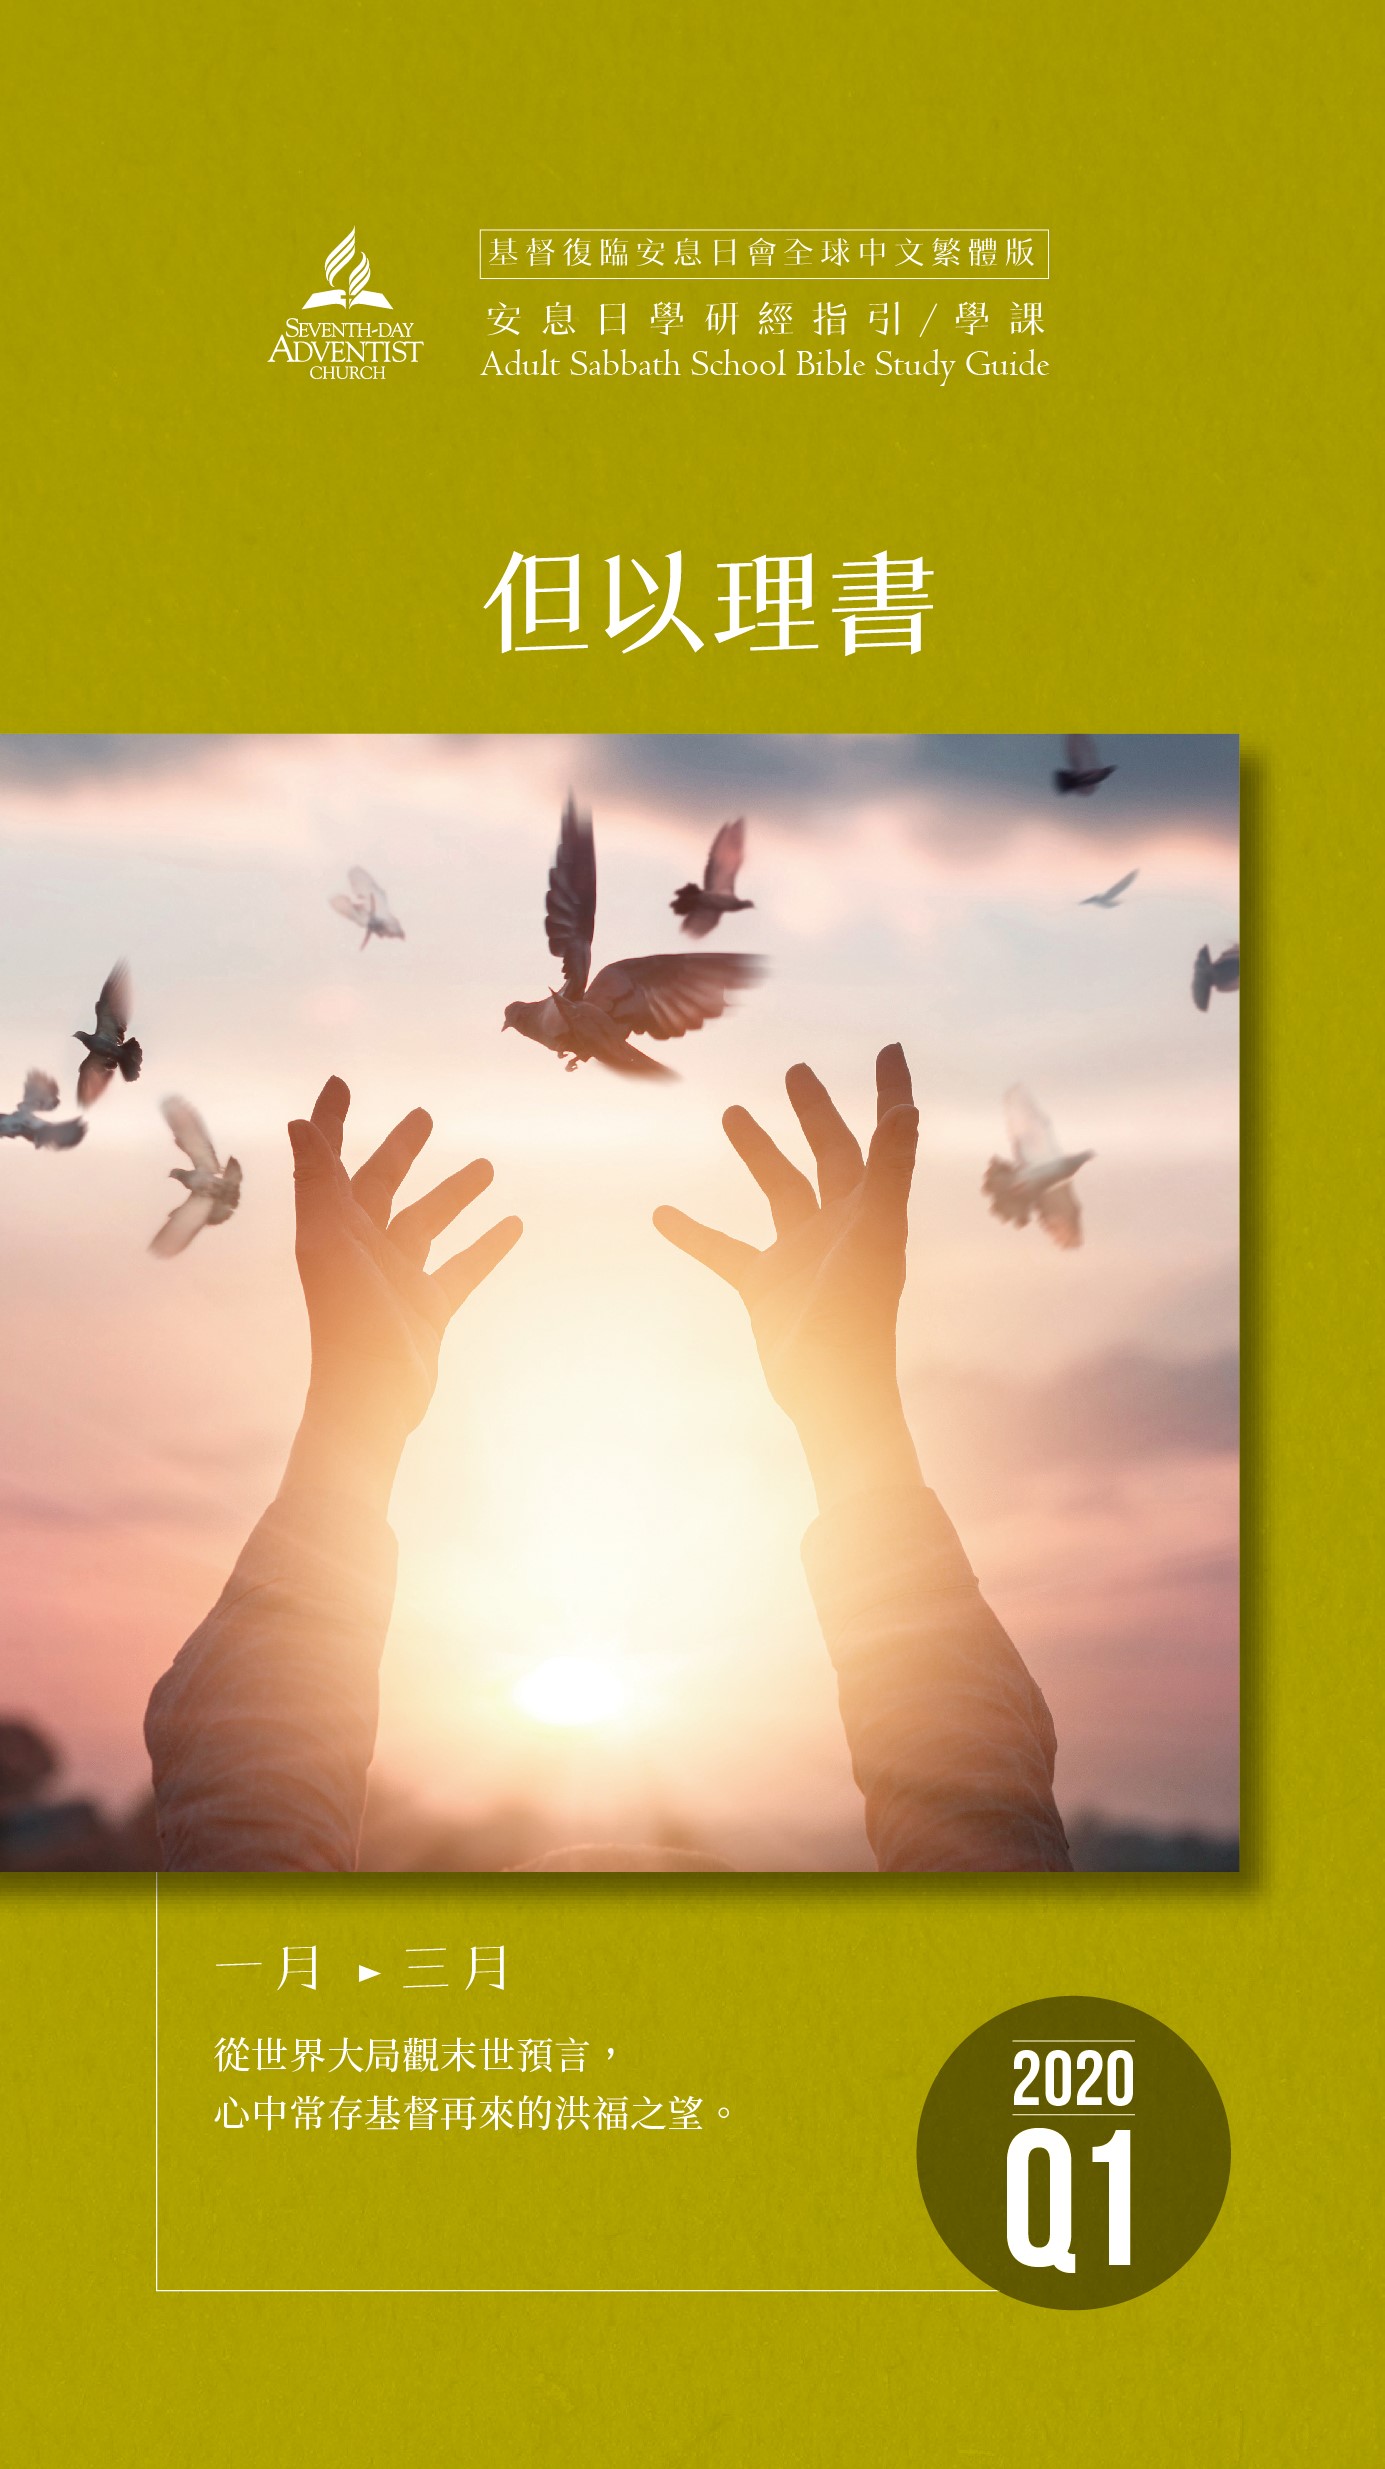 SEVENTH-DAY
ADVENTIST
CHURCH
基督復臨安息日會全球中文繁體版
安息日學研經指引/學課
Adult Sabbath School Bible Study Guide
但以理書
一月 ► 三月
從世界大局觀末世預言，
心中常存基督再來的洪福之望。
2020
Q1